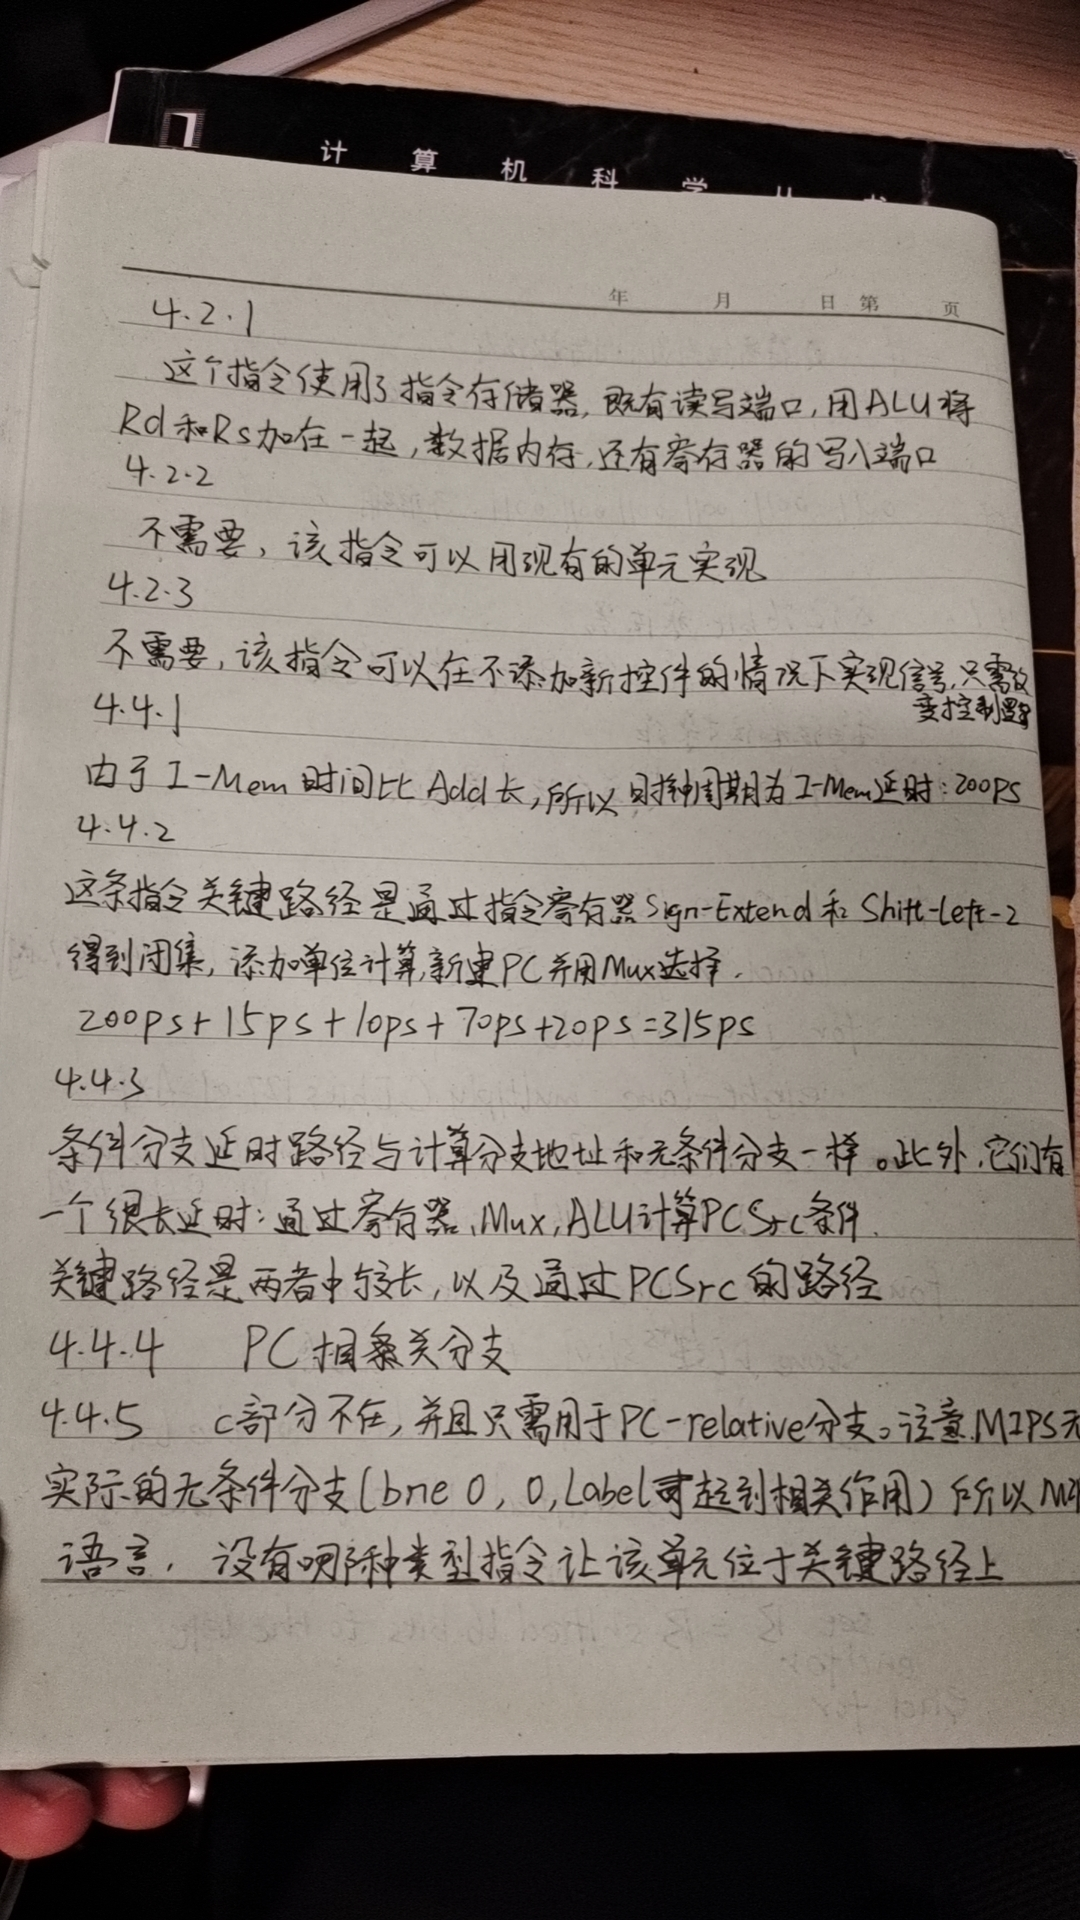 计算机科学丛书
年 月 日 第 页
4.2.1
这个指令使用了指令存储器,既有读写端口,用ALU将
Rd和Rs加在一起,数据内存,还有寄存器的写入端口
4.2.2
不需要,该指令可以用现有的单元实现
4.2.3
不需要,该指令可以在不添加新控件的情况下实现信号,只需改
变控制器
4.4.1
由于I-Mem时间比Add长,所以时钟周期为I-Mem延时:200ps
4.4.2
这条指令关键路径是通过指令寄存器Sign-Extend和Shift-left-2
得到闭集,添加单位计算,新建PC并用Mux选择.
200ps+15ps+10ps+70ps+20ps=315ps
4.4.3
条件分支延时路径与计算分支地址和无条件分支一样。此外,它们有
一个很长延时:通过寄存器,Mux,ALU计算PCSrc条件.
关键路径是两者中较长,以及通过PCSrc的路径
4.4.4 PC相关分支
4.4.5 c部分不在,并且只需用于PC-relative分支。注意,MIPS无
实际的无条件分支(bne 0, 0, Label可起到相关作用)所以MIP
语言,没有哪种类型指令让该单元位于关键路径上